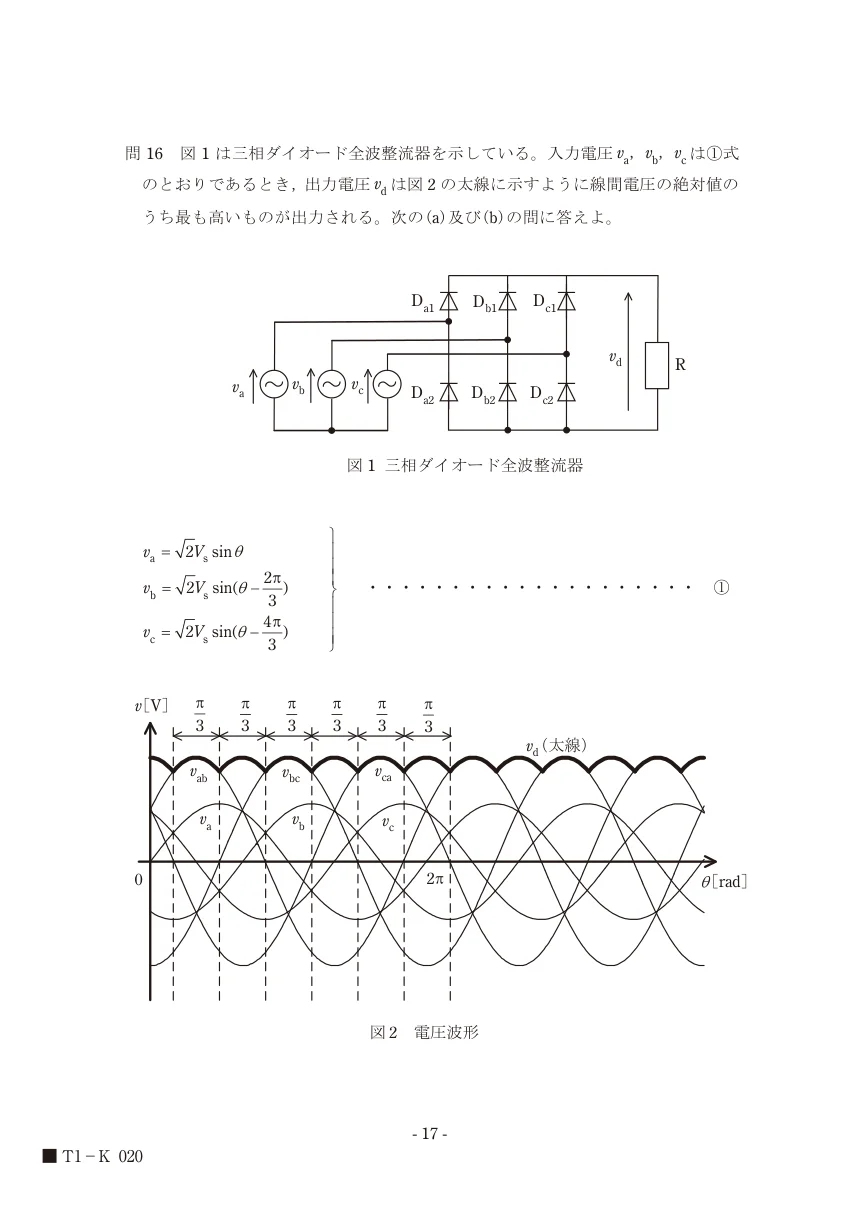 問16 図1は三相ダイオード全波整流器を示している。入力電圧 va，vb，vc は①式
のとおりであるとき，出力電圧 vd は図2の太線に示すように線間電圧の絶対値の
うち最も高いものが出力される。次の(a)及び(b)の問に答えよ。
Da1 Db1 Dc1
va vb vc Da2 Db2 Dc2 vd R
図1 三相ダイオード全波整流器
va = √2Vs sinθ
vb = √2Vs sin(θ−2π/3)
vc = √2Vs sin(θ−4π/3)
・・・・・・・・・・・・・・・・・・・・ ①
v[V] π/3 π/3 π/3 π/3 π/3 π/3
vd（太線）
vab vbc vca
va vb vc
0 2π θ[rad]
図2 電圧波形
- 17 -
■ T1−K 020